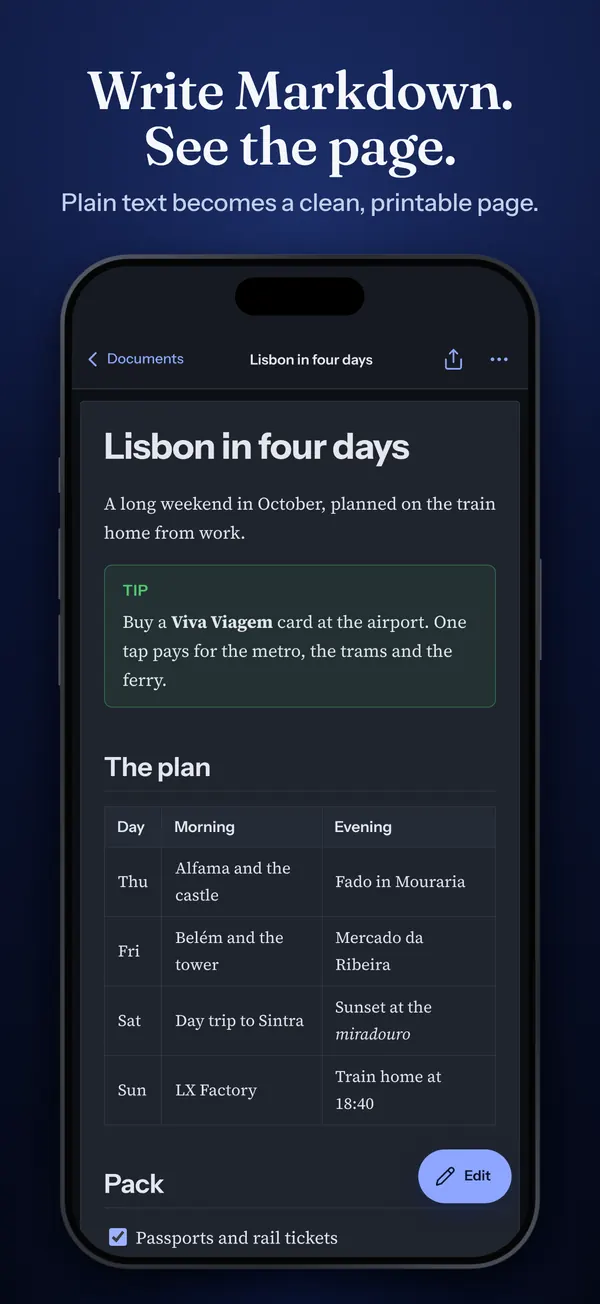 Write Markdown.
See the page.
Plain text becomes a clean, printable page.
Documents
Lisbon in four days
Lisbon in four days
A long weekend in October, planned on the train
home from work.
TIP
Buy a Viva Viagem card at the airport. One
tap pays for the metro, the trams and the
ferry.
The plan
Day Morning Evening
Thu Alfama and the castle Fado in Mouraria
Fri Belém and the tower Mercado da Ribeira
Sat Day trip to Sintra Sunset at the miradouro
Sun LX Factory Train home at 18:40
Pack
Edit
Passports and rail tickets